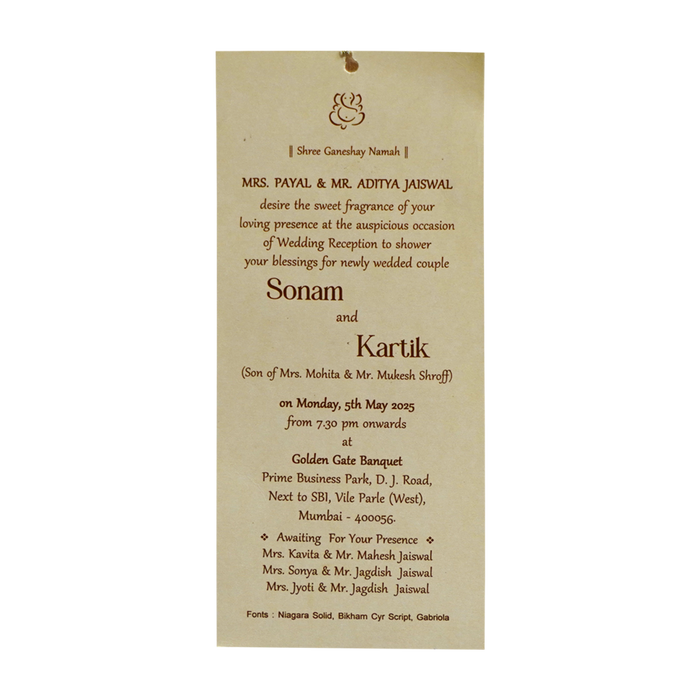 ‖ Shree Ganeshay Namah ‖
MRS. PAYAL & MR. ADITYA JAISWAL
desire the sweet fragrance of your
loving presence at the auspicious occasion
of Wedding Reception to shower
your blessings for newly wedded couple
Sonam
and
Kartik
(Son of Mrs. Mohita & Mr. Mukesh Shroff)
on Monday, 5th May 2025
from 7.30 pm onwards
at
Golden Gate Banquet
Prime Business Park, D. J. Road,
Next to SBI, Vile Parle (West),
Mumbai - 400056.
❖ Awaiting For Your Presence ❖
Mrs. Kavita & Mr. Mahesh Jaiswal
Mrs. Sonya & Mr. Jagdish Jaiswal
Mrs. Jyoti & Mr. Jagdish Jaiswal
Fonts : Niagara Solid, Bikham Cyr Script, Gabriola